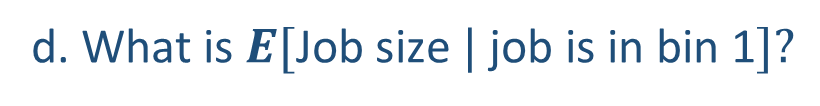 d. What is E[Job size | job is in bin 1]?